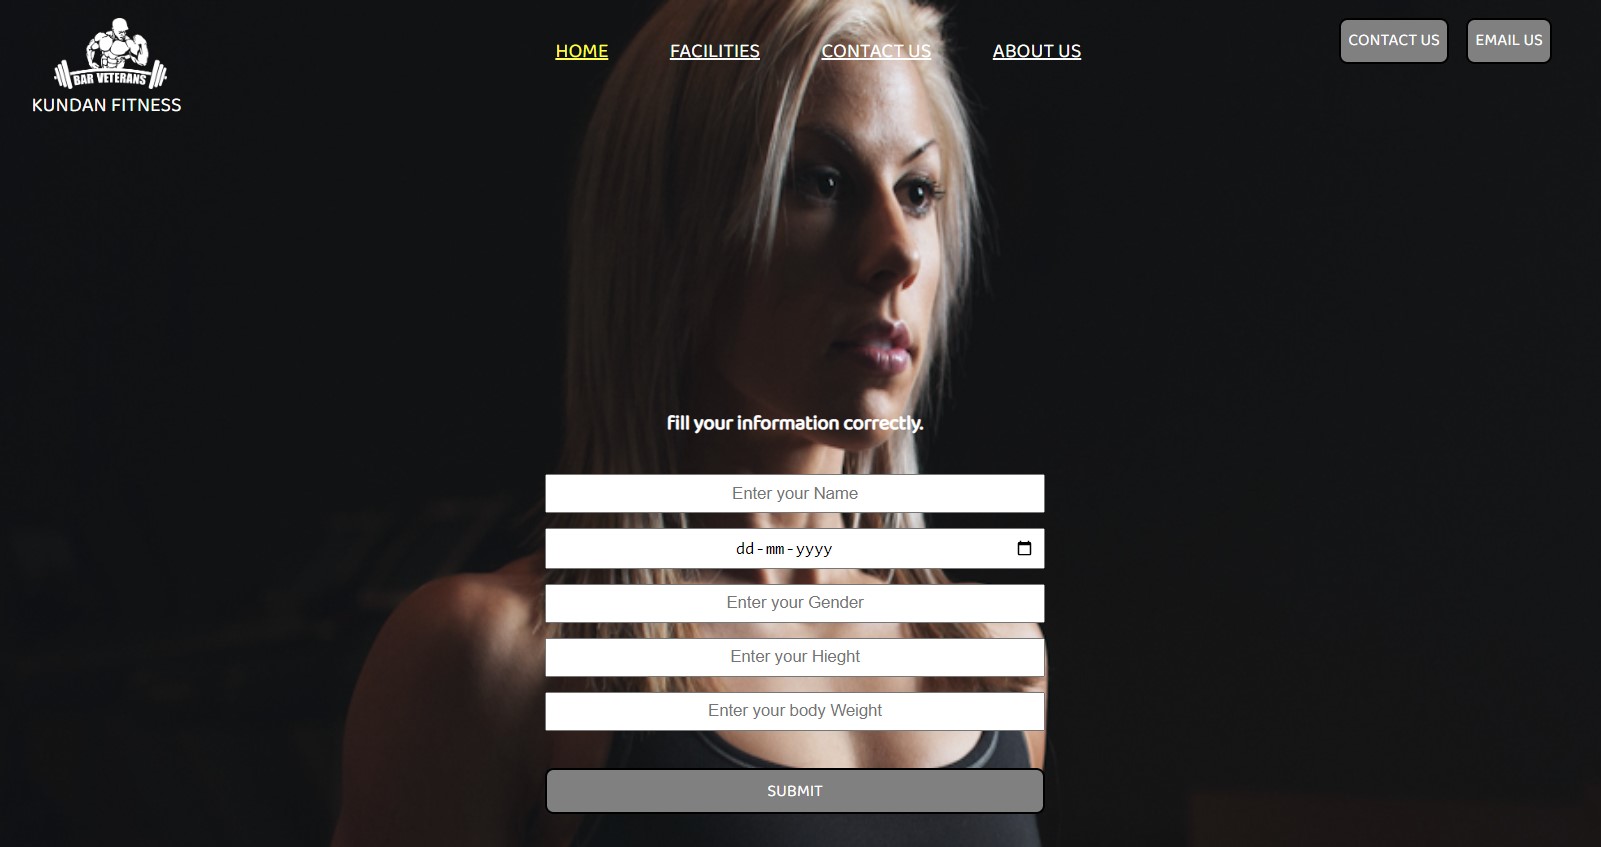 BAR VETERANS
KUNDAN FITNESS
HOME FACILITIES CONTACT US ABOUT US
CONTACT US EMAIL US
fill your information correctly.
Enter your Name
dd-mm-yyyy
Enter your Gender
Enter your Hieght
Enter your body Weight
SUBMIT